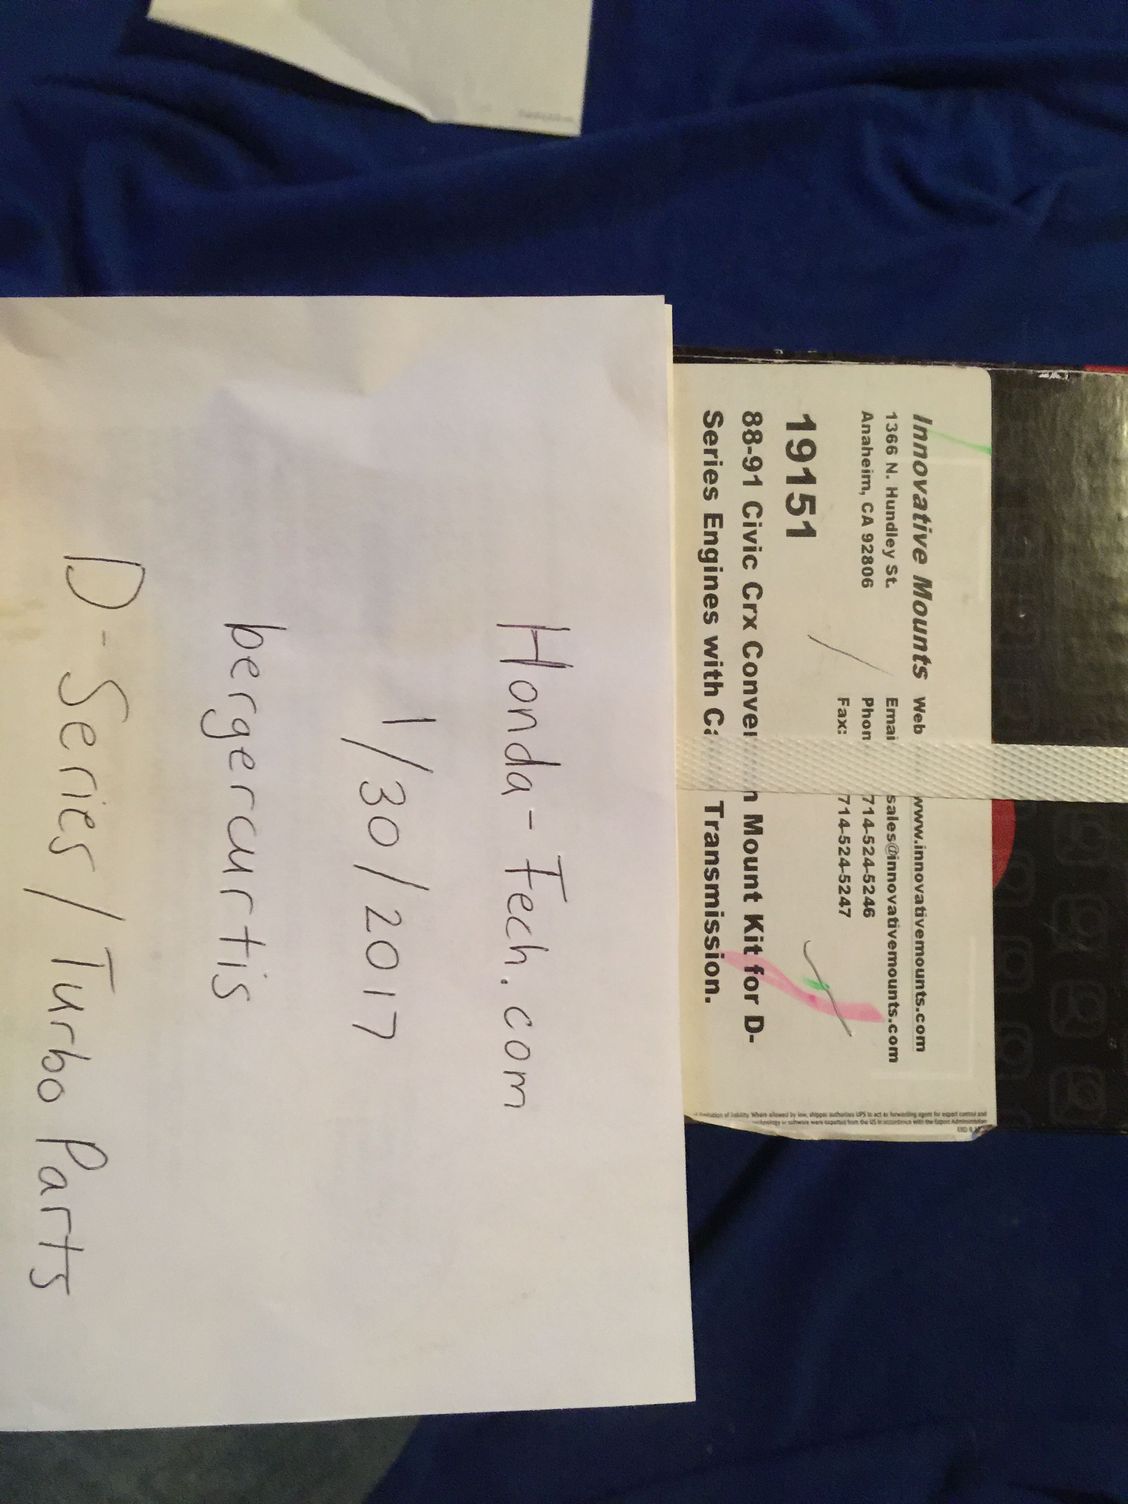 Innovative Mounts Web www.innovativemounts.com
1366 N. Hundley St. Emai sales@innovativemounts.com
Anaheim, CA 92806 Phon 714-524-5246
Fax: 714-524-5247
19151
88-91 Civic Crx Conver n Mount Kit for D-
Series Engines with Ca Transmission.
Honda-Tech.com
1/30/2017
bergercurtis
D-Series/Turbo Parts